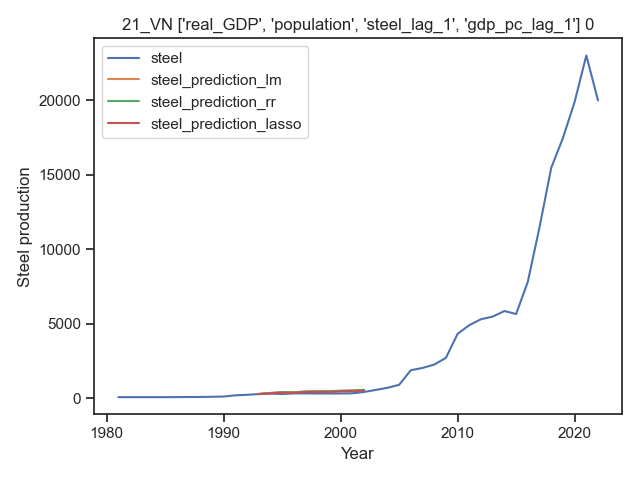 21_VN ['real_GDP', 'population', 'steel_lag_1', 'gdp_pc_lag_1'] 0
steel
steel_prediction_lm
steel_prediction_rr
steel_prediction_lasso
Steel production
20000
15000
10000
5000
0
1980
1990
2000
2010
2020
Year